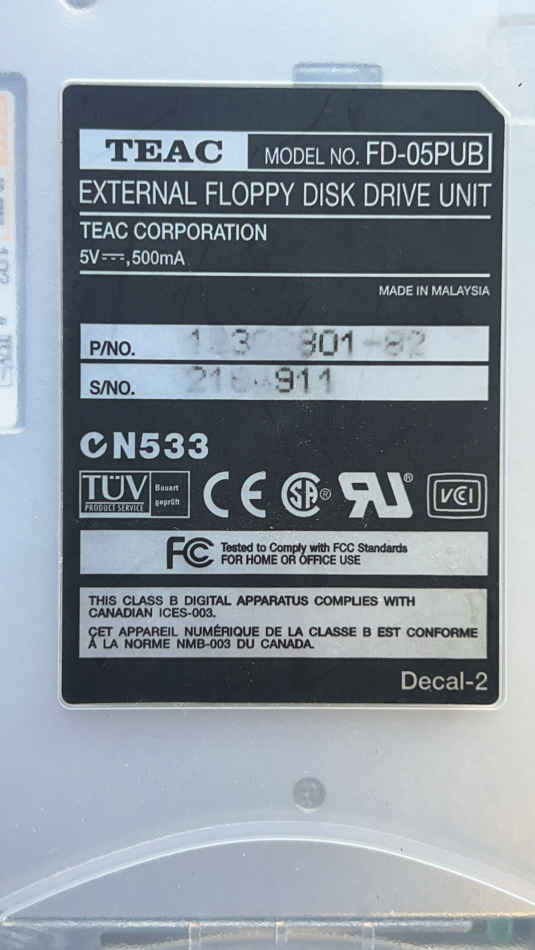 TEAC MODEL NO. FD-05PUB
EXTERNAL FLOPPY DISK DRIVE UNIT
TEAC CORPORATION
5V⎓,500mA
MADE IN MALAYSIA
P/NO.
S/NO.
N533
TÜV Bauart geprüft
PRODUCT SERVICE
CE SA® UR® VCI
FC Tested to Comply with FCC Standards
FOR HOME OR OFFICE USE
THIS CLASS B DIGITAL APPARATUS COMPLIES WITH
CANADIAN ICES-003.
CET APPAREIL NUMÉRIQUE DE LA CLASSE B EST CONFORME
À LA NORME NMB-003 DU CANADA.
Decal-2